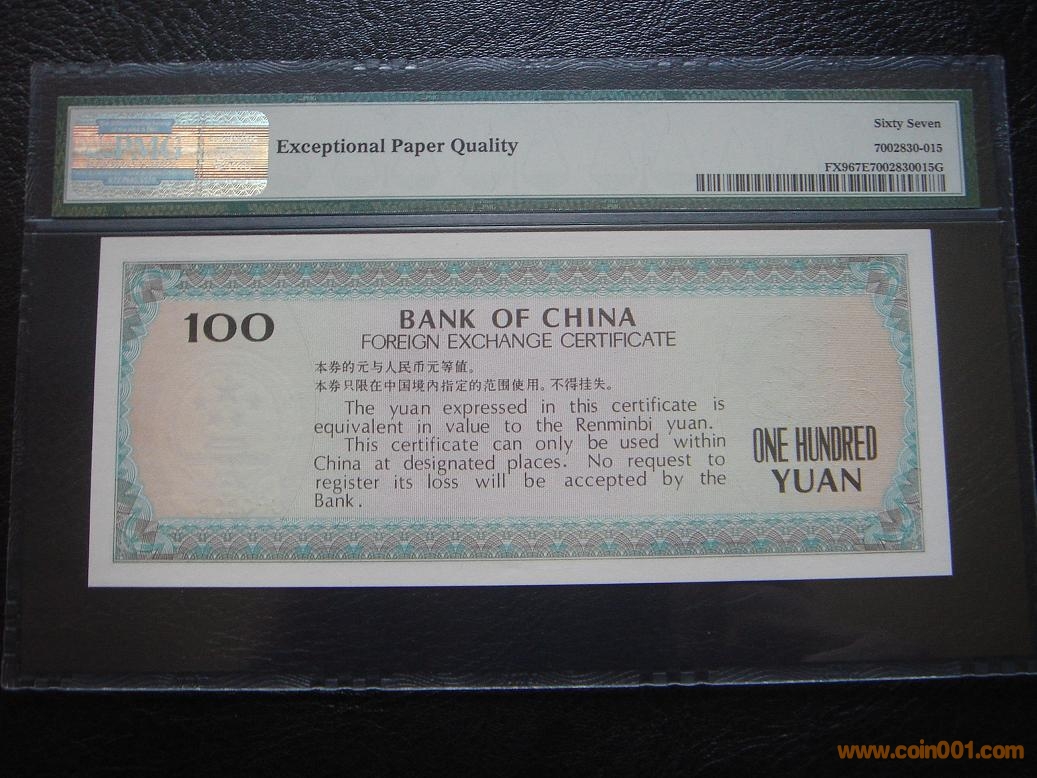 PMG
Exceptional Paper Quality
Sixty Seven
7002830-015
FX967E7002830015G
100
BANK OF CHINA
FOREIGN EXCHANGE CERTIFICATE
本券的元与人民币元等值。
本券只限在中国境内指定的范围使用。不得挂失。
The yuan expressed in this certificate is
equivalent in value to the Renminbi yuan.
This certificate can only be used within
China at designated places. No request to
register its loss will be accepted by the
Bank.
ONE HUNDRED
YUAN
www.coin001.com